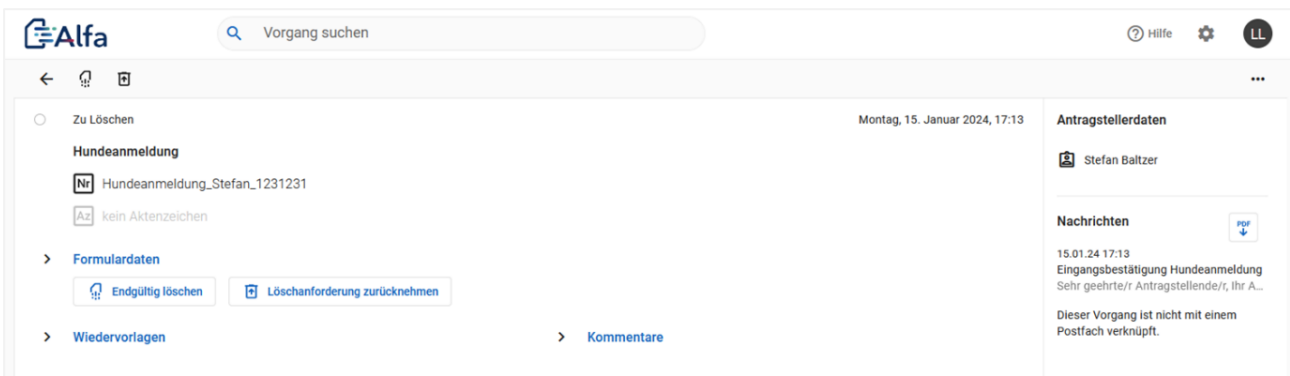 Alfa
Vorgang suchen
Hilfe
LL
Zu Löschen
Montag, 15. Januar 2024, 17:13
Hundeanmeldung
Nr Hundeanmeldung_Stefan_1231231
Az kein Aktenzeichen
Formulardaten
Endgültig löschen
Löschanforderung zurücknehmen
Wiedervorlagen
Kommentare
Antragstellerdaten
Stefan Baltzer
Nachrichten
PDF
15.01.24 17:13
Eingangsbestätigung Hundeanmeldung
Sehr geehrte/r Antragstellende/r, Ihr A...
Dieser Vorgang ist nicht mit einem
Postfach verknüpft.